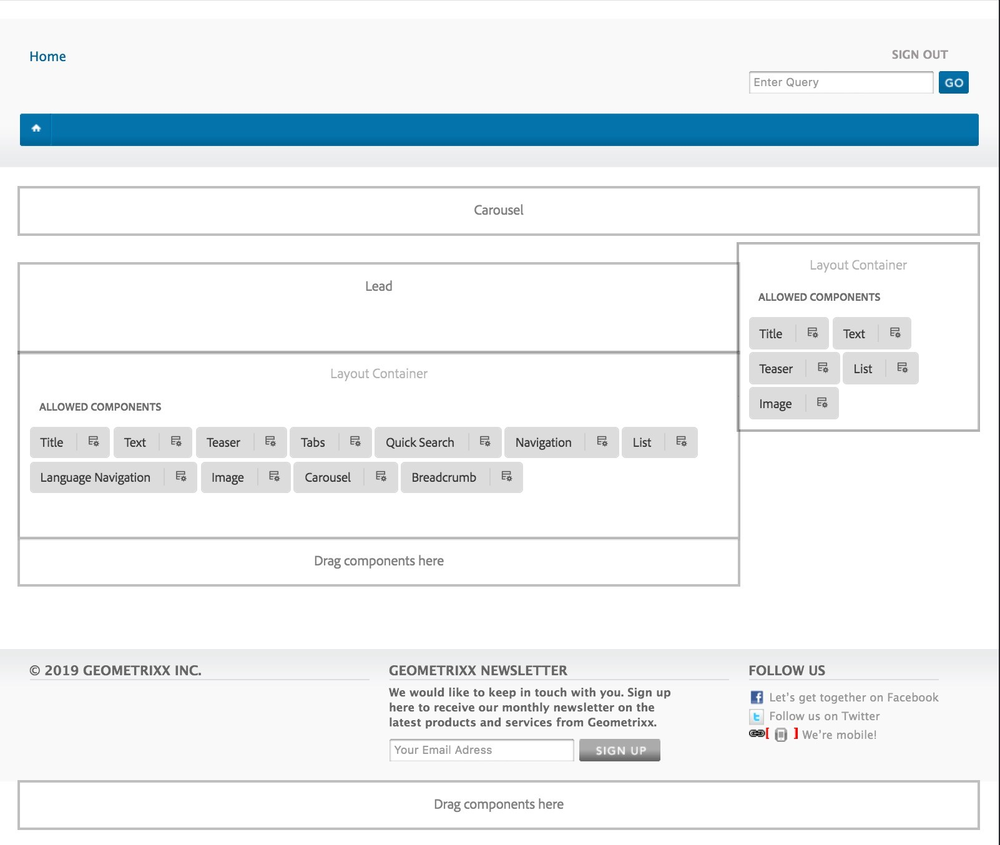 Home
SIGN OUT
Enter Query
GO
Carousel
Lead
Layout Container
ALLOWED COMPONENTS
Title
Text
Teaser
Tabs
Quick Search
Navigation
List
Language Navigation
Image
Carousel
Breadcrumb
Drag components here
Layout Container
ALLOWED COMPONENTS
Title
Text
Teaser
List
Image
© 2019 GEOMETRIXX INC.
GEOMETRIXX NEWSLETTER
We would like to keep in touch with you. Sign up
here to receive our monthly newsletter on the
latest products and services from Geometrixx.
Your Email Adress
SIGN UP
FOLLOW US
Let's get together on Facebook
Follow us on Twitter
[ ] We're mobile!
Drag components here